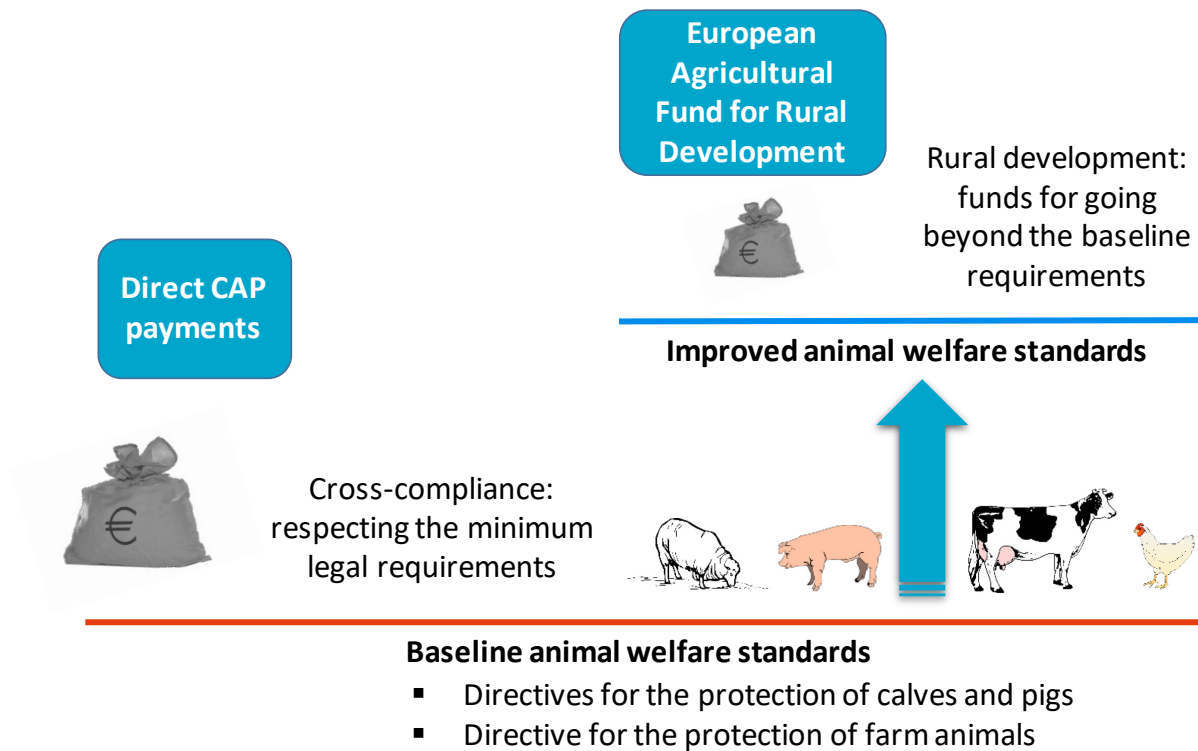 European
Agricultural
Fund for Rural
Development
Rural development:
funds for going
beyond the baseline
requirements
€
Direct CAP
payments
Improved animal welfare standards
€
Cross-compliance:
respecting the minimum
legal requirements
Baseline animal welfare standards
▪ Directives for the protection of calves and pigs
▪ Directive for the protection of farm animals